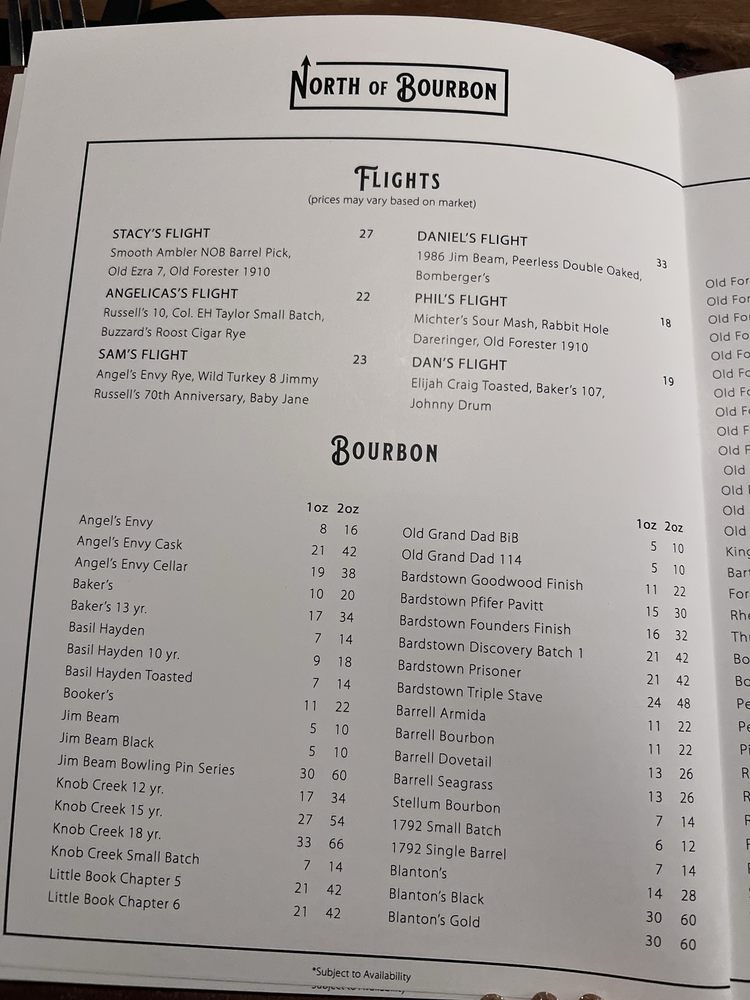 NORTH OF BOURBON
FLIGHTS
(prices may vary based on market)
STACY'S FLIGHT 27
Smooth Ambler NOB Barrel Pick,
Old Ezra 7, Old Forester 1910
ANGELICAS'S FLIGHT 22
Russell's 10, Col. EH Taylor Small Batch,
Buzzard's Roost Cigar Rye
SAM'S FLIGHT 23
Angel's Envy Rye, Wild Turkey 8 Jimmy
Russell's 70th Anniversary, Baby Jane
DANIEL'S FLIGHT 33
1986 Jim Beam, Peerless Double Oaked,
Bomberger's
PHIL'S FLIGHT 18
Michter's Sour Mash, Rabbit Hole
Dareringer, Old Forester 1910
DAN'S FLIGHT 19
Elijah Craig Toasted, Baker's 107,
Johnny Drum
BOURBON
1oz 2oz
Angel's Envy 8 16
Angel's Envy Cask 21 42
Angel's Envy Cellar 19 38
Baker's 10 20
Baker's 13 yr. 17 34
Basil Hayden 7 14
Basil Hayden 10 yr. 9 18
Basil Hayden Toasted 7 14
Booker's 11 22
Jim Beam 5 10
Jim Beam Black 5 10
Jim Beam Bowling Pin Series 30 60
Knob Creek 12 yr. 17 34
Knob Creek 15 yr. 27 54
Knob Creek 18 yr. 33 66
Knob Creek Small Batch 7 14
Little Book Chapter 5 21 42
Little Book Chapter 6 21 42
1oz 2oz
Old Grand Dad BiB 5 10
Old Grand Dad 114 5 10
Bardstown Goodwood Finish 11 22
Bardstown Pfifer Pavitt 15 30
Bardstown Founders Finish 16 32
Bardstown Discovery Batch 1 21 42
Bardstown Prisoner 21 42
Bardstown Triple Stave 24 48
Barrell Armida 11 22
Barrell Bourbon 11 22
Barrell Dovetail 13 26
Barrell Seagrass 13 26
Stellum Bourbon 7 14
1792 Small Batch 6 12
1792 Single Barrel 7 14
Blanton's 14 28
Blanton's Black 30 60
Blanton's Gold 30 60
*Subject to Availability